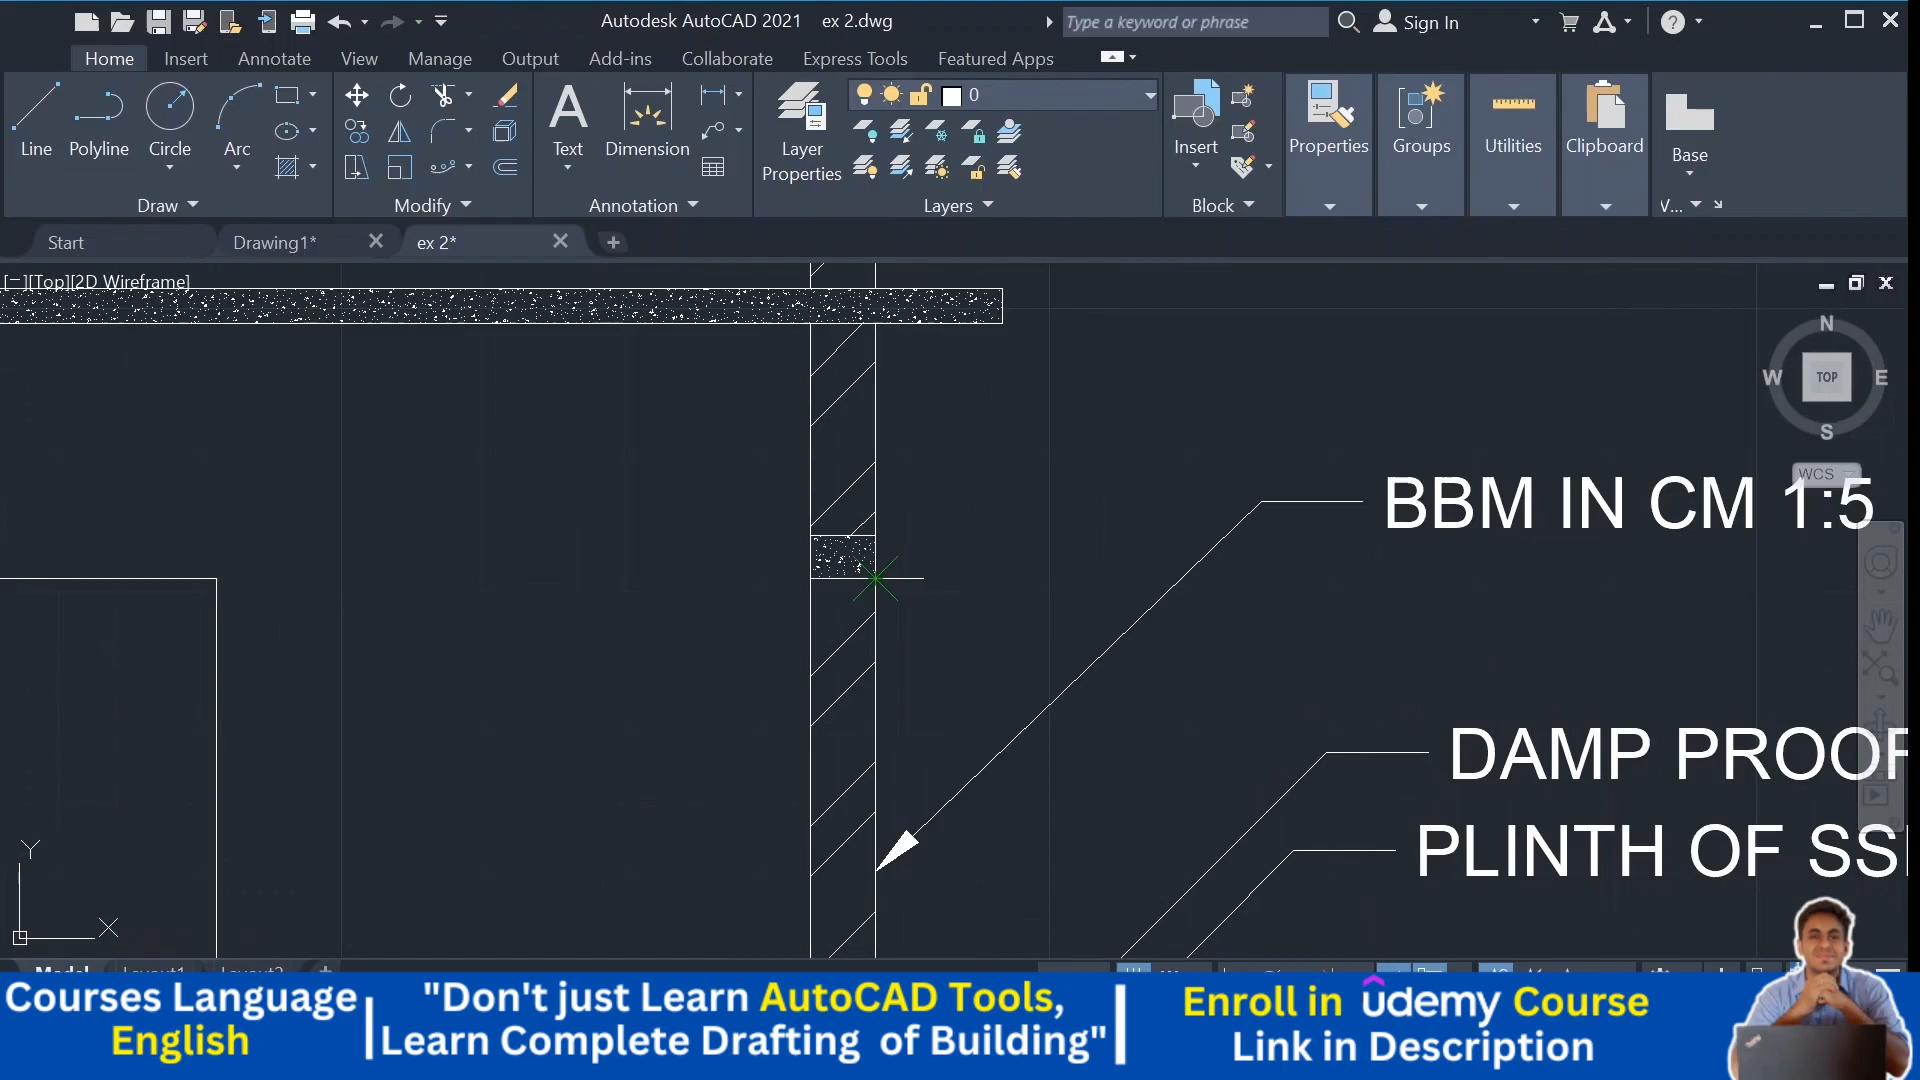 Autodesk AutoCAD 2021 ex 2.dwg
Type a keyword or phrase
Sign In
Home Insert Annotate View Manage Output Add-ins Collaborate Express Tools Featured Apps
0
Line Polyline Circle Arc
Text Dimension
Layer
Properties
Insert
Properties Groups Utilities Clipboard
Base
Draw Modify Annotation Layers Block V...
Start Drawing1* ex 2*
[−][Top][2D Wireframe]
N
W TOP E
S
WCS
BBM IN CM 1:5
DAMP PROOF
PLINTH OF SS
Y
X
Model Layout1 Layout2
Courses Language
English
"Don't just Learn AutoCAD Tools,
Learn Complete Drafting of Building"
Enroll in udemy Course
Link in Description